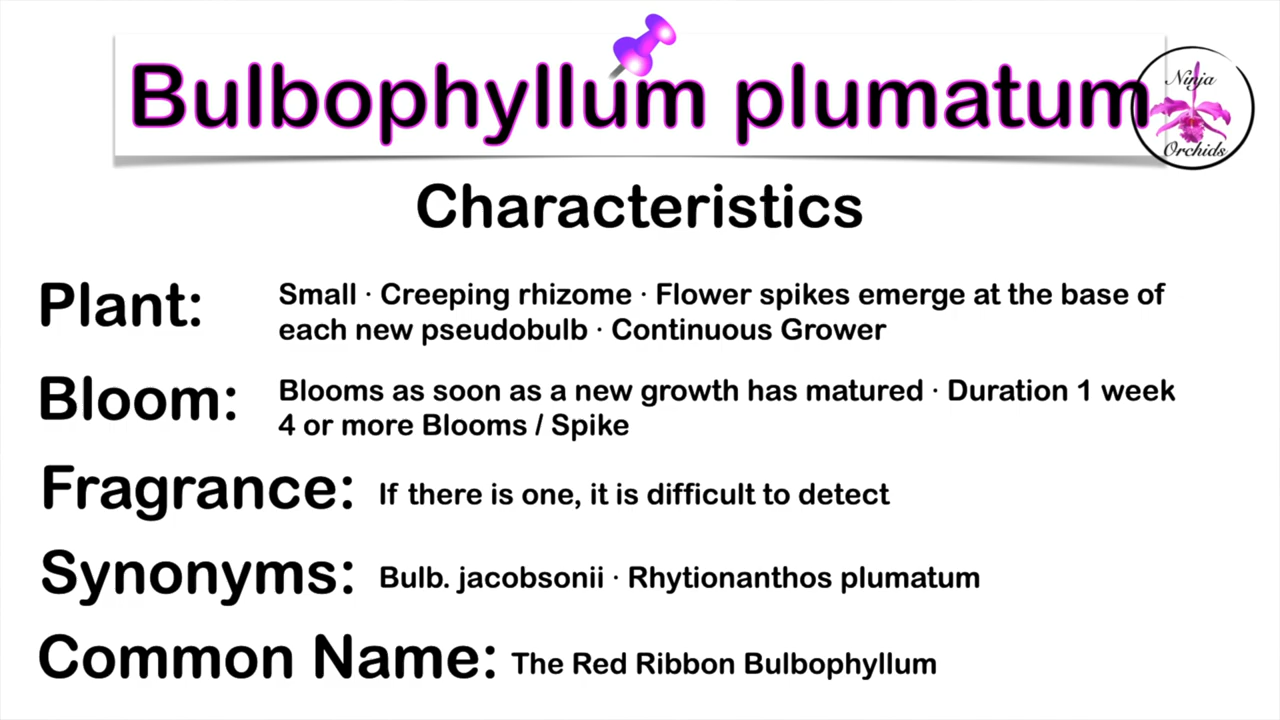 Bulbophyllum plumatum
Ninja
Orchids
Characteristics
Plant: Small · Creeping rhizome · Flower spikes emerge at the base of
each new pseudobulb · Continuous Grower
Bloom: Blooms as soon as a new growth has matured · Duration 1 week
4 or more Blooms / Spike
Fragrance: If there is one, it is difficult to detect
Synonyms: Bulb. jacobsonii · Rhytionanthos plumatum
Common Name: The Red Ribbon Bulbophyllum